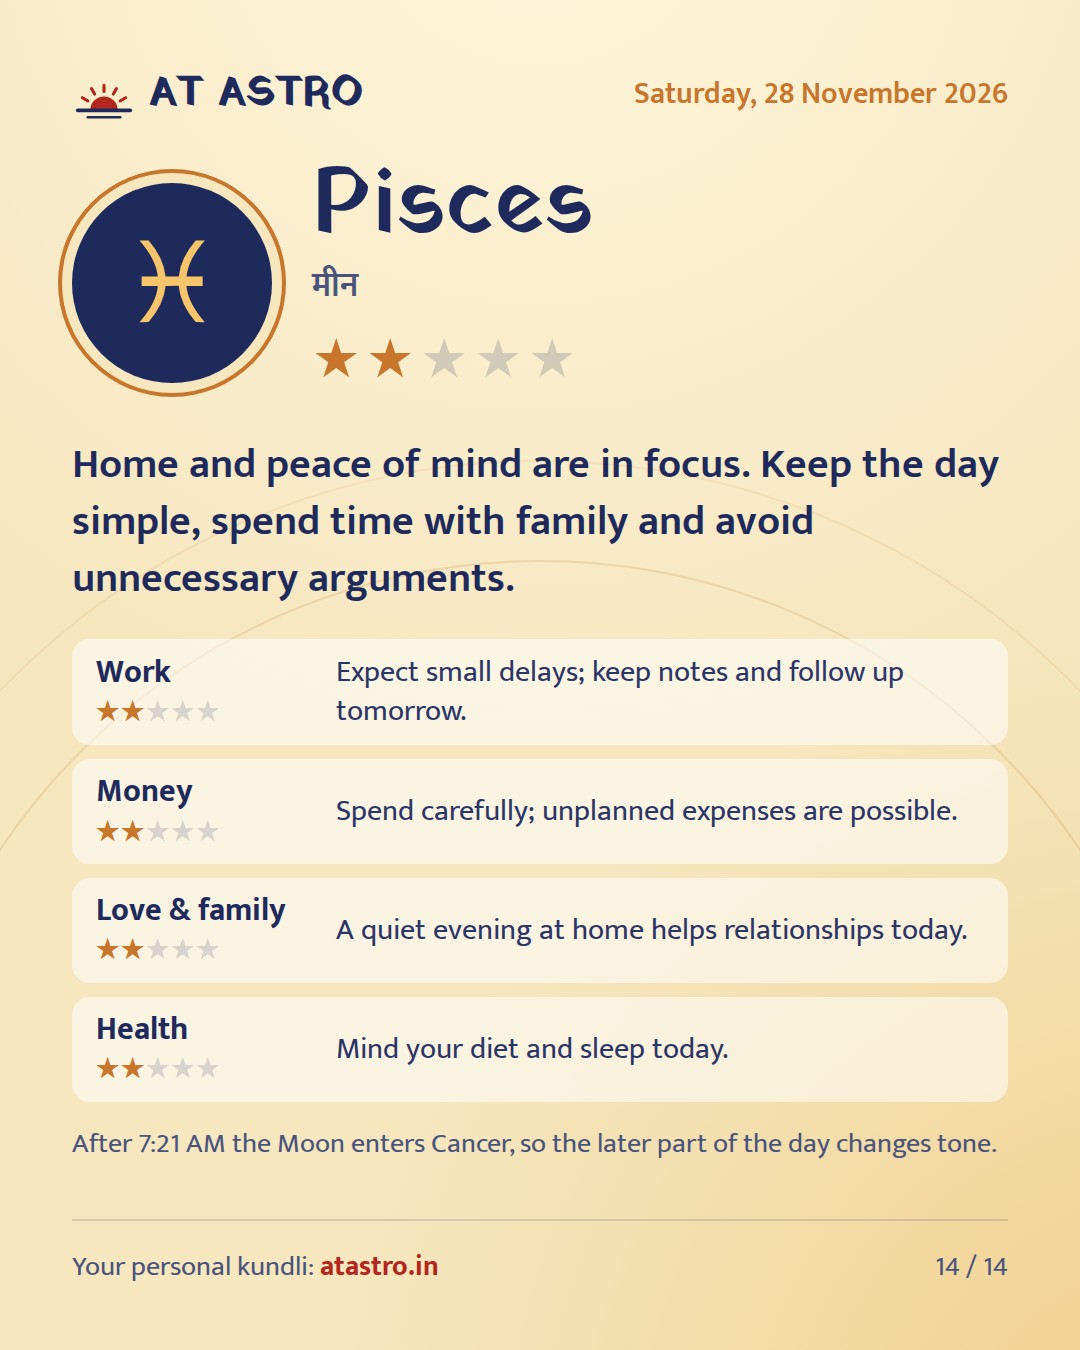 AT ASTRO
Saturday, 28 November 2026
Pisces
मीन
Home and peace of mind are in focus. Keep the day
simple, spend time with family and avoid
unnecessary arguments.
Work
Expect small delays; keep notes and follow up
tomorrow.
Money
Spend carefully; unplanned expenses are possible.
Love & family
A quiet evening at home helps relationships today.
Health
Mind your diet and sleep today.
After 7:21 AM the Moon enters Cancer, so the later part of the day changes tone.
Your personal kundli: atastro.in
14 / 14